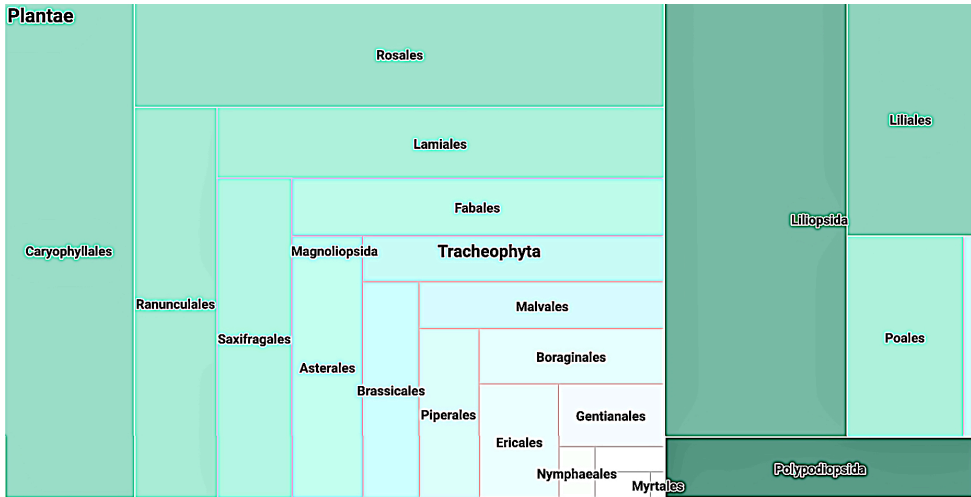 Plantae
Rosales
Liliales
Lamiales
Fabales
Liliopsida
Caryophyllales
Magnoliopsida
Tracheophyta
Ranunculales
Malvales
Saxifragales
Poales
Boraginales
Asterales
Brassicales
Piperales
Gentianales
Ericales
Polypodiopsida
Nymphaeales
Myrtales